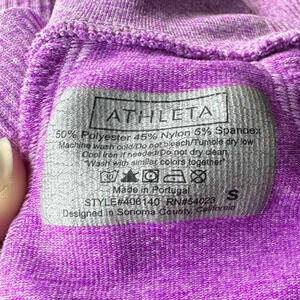 ATHLETA
50% Polyester 45% Nylon 5% Spandex
Machine wash cold/Do not bleach/Tumble dry low
Cool iron if needed/Do not dry clean
"Wash with similar colors together"
30
Made in Portugal
S
STYLE#406140 RN#54023
Designed in Sonoma County, California